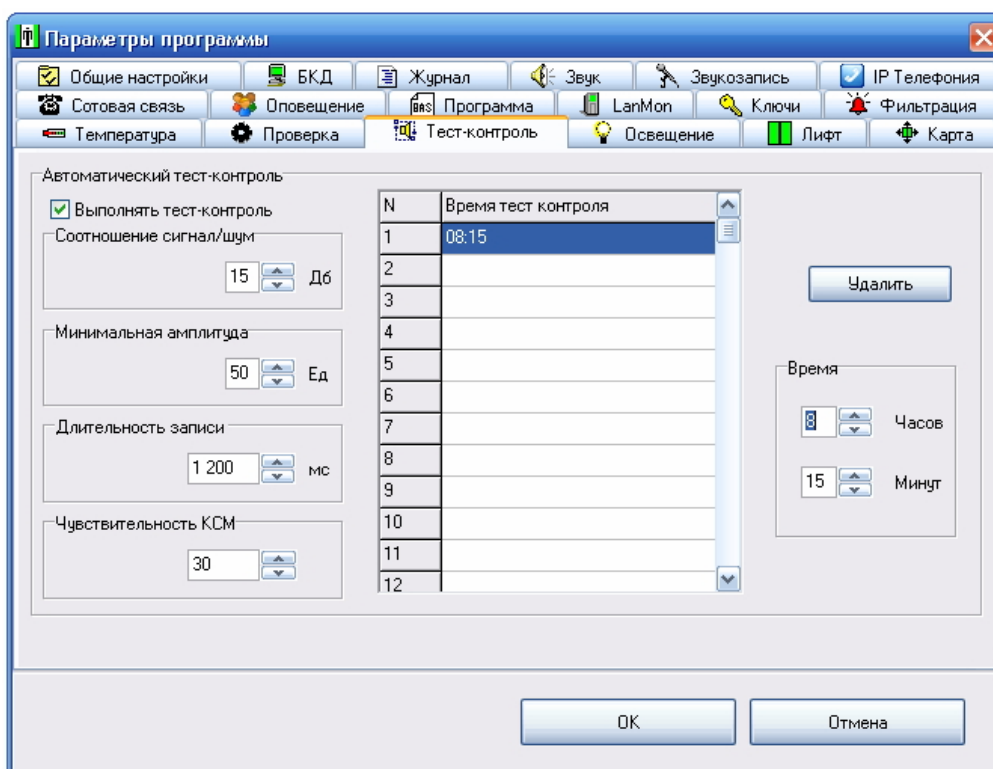 Параметры программы
Общие настройки БКД Журнал Звук Звукозапись IP Телефония
Сотовая связь Оповещение Программа LanMon Ключи Фильтрация
Температура Проверка Тест-контроль Освещение Лифт Карта
Автоматический тест-контроль
Выполнять тест-контроль
Соотношение сигнал/шум
15 Дб
Минимальная амплитуда
50 Ед
Длительность записи
1 200 мс
Чувствительность КСМ
30
N Время тест контроля
1 08:15
2
3
4
5
6
7
8
9
10
11
12
Удалить
Время
8 Часов
15 Минут
OK Отмена